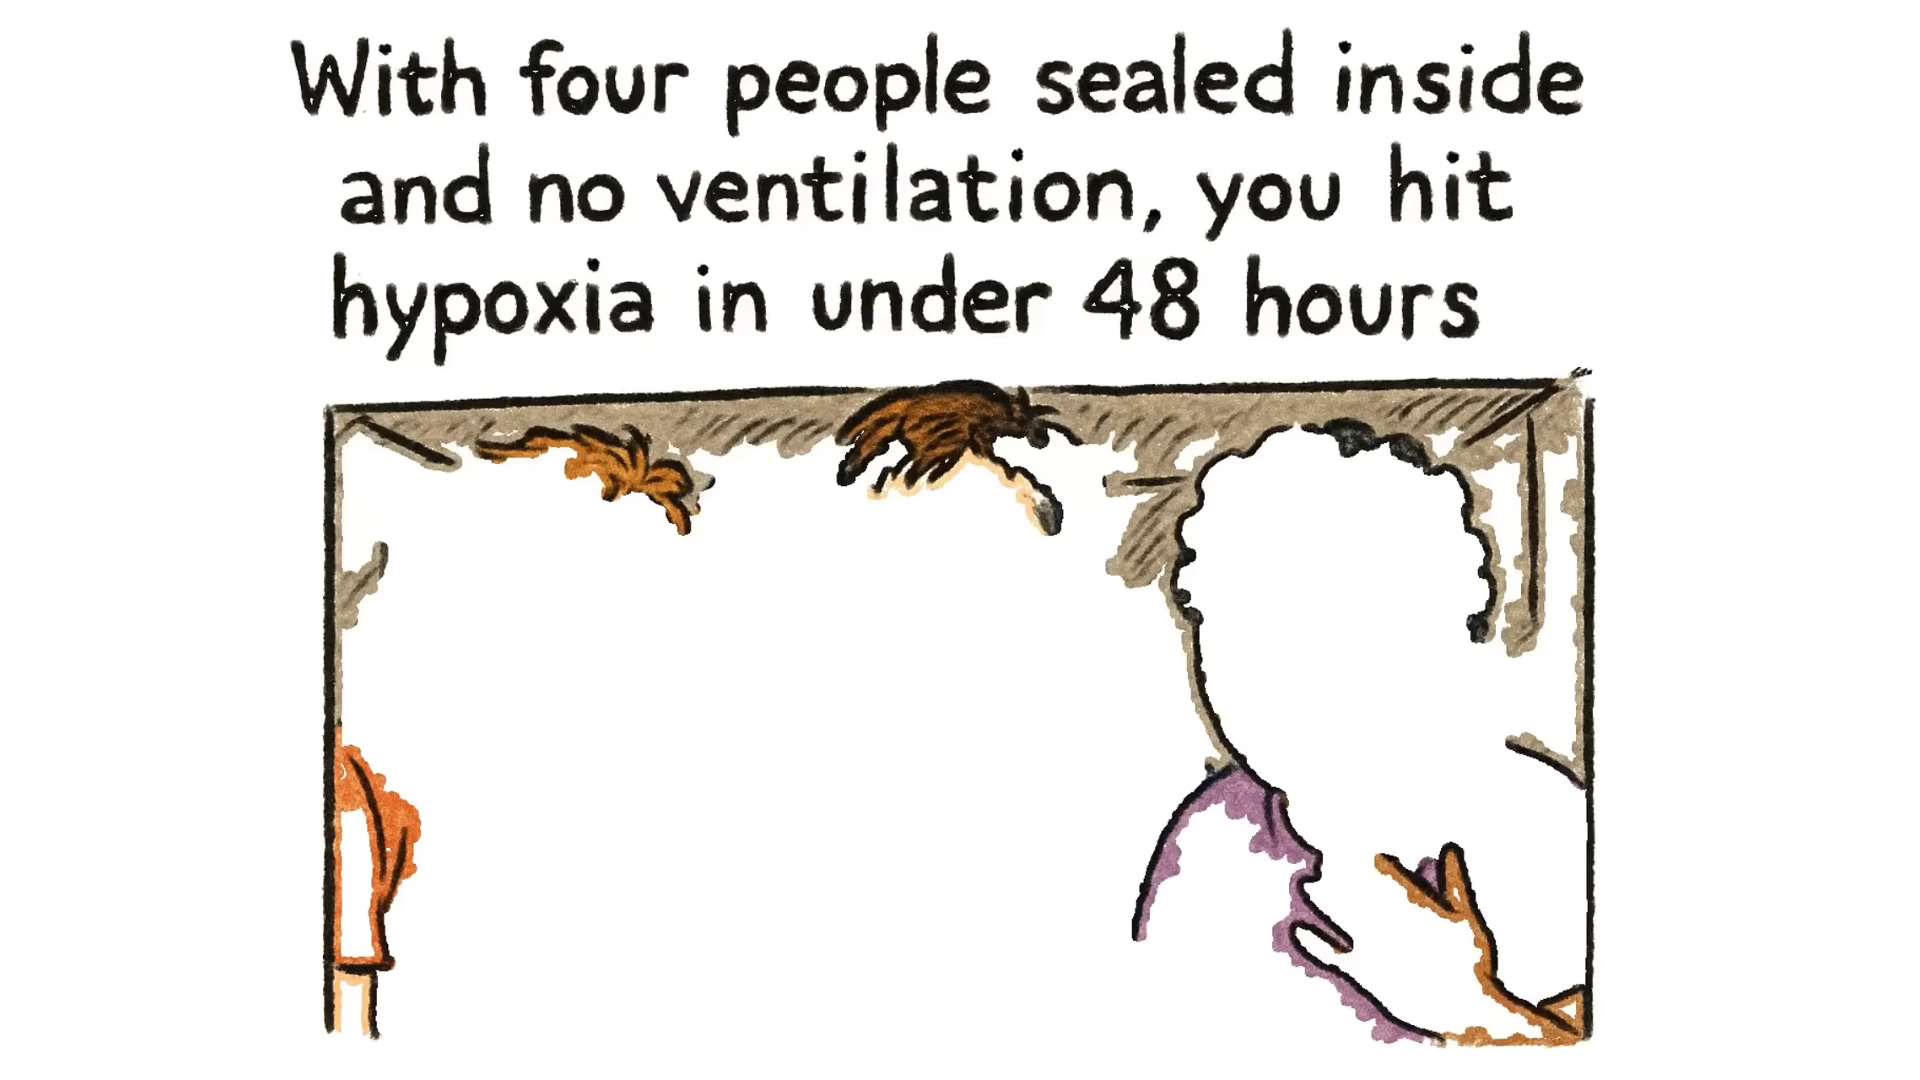 With four people sealed inside
and no ventilation, you hit
hypoxia in under 48 hours